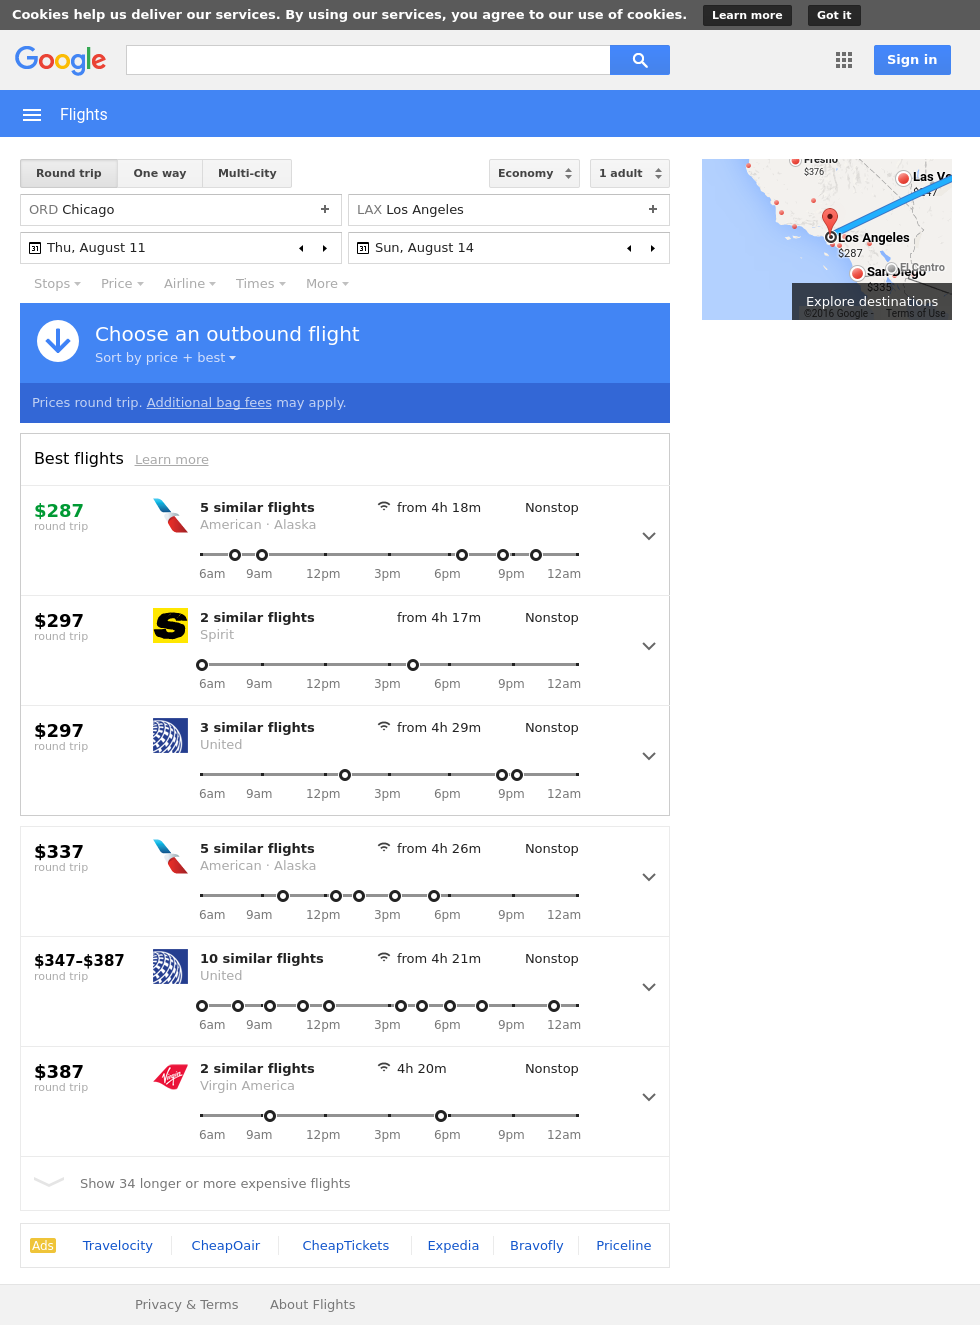 Cookies help us deliver our services. By using our services, you agree to our use of cookies. Learn more Got it
Google
Sign in
Flights
Round trip One way Multi-city Economy 1 adult
ORD Chicago + LAX Los Angeles +
31 Thu, August 11 31 Sun, August 14
Stops Price Airline Times More
Fresno
$376
Las Ve
Los Angeles
$287
El Centro
San Diego
$335
Explore destinations
©2016 Google - Terms of Use
Choose an outbound flight
Sort by price + best
Prices round trip. Additional bag fees may apply.
Best flights Learn more
$287 5 similar flights from 4h 18m Nonstop
round trip American · Alaska
6am 9am 12pm 3pm 6pm 9pm 12am
$297 2 similar flights from 4h 17m Nonstop
round trip Spirit
6am 9am 12pm 3pm 6pm 9pm 12am
$297 3 similar flights from 4h 29m Nonstop
round trip United
6am 9am 12pm 3pm 6pm 9pm 12am
$337 5 similar flights from 4h 26m Nonstop
round trip American · Alaska
6am 9am 12pm 3pm 6pm 9pm 12am
$347–$387 10 similar flights from 4h 21m Nonstop
round trip United
6am 9am 12pm 3pm 6pm 9pm 12am
$387 Virgin 2 similar flights 4h 20m Nonstop
round trip Virgin America
6am 9am 12pm 3pm 6pm 9pm 12am
Show 34 longer or more expensive flights
Ads Travelocity CheapOair CheapTickets Expedia Bravofly Priceline
Privacy & Terms About Flights